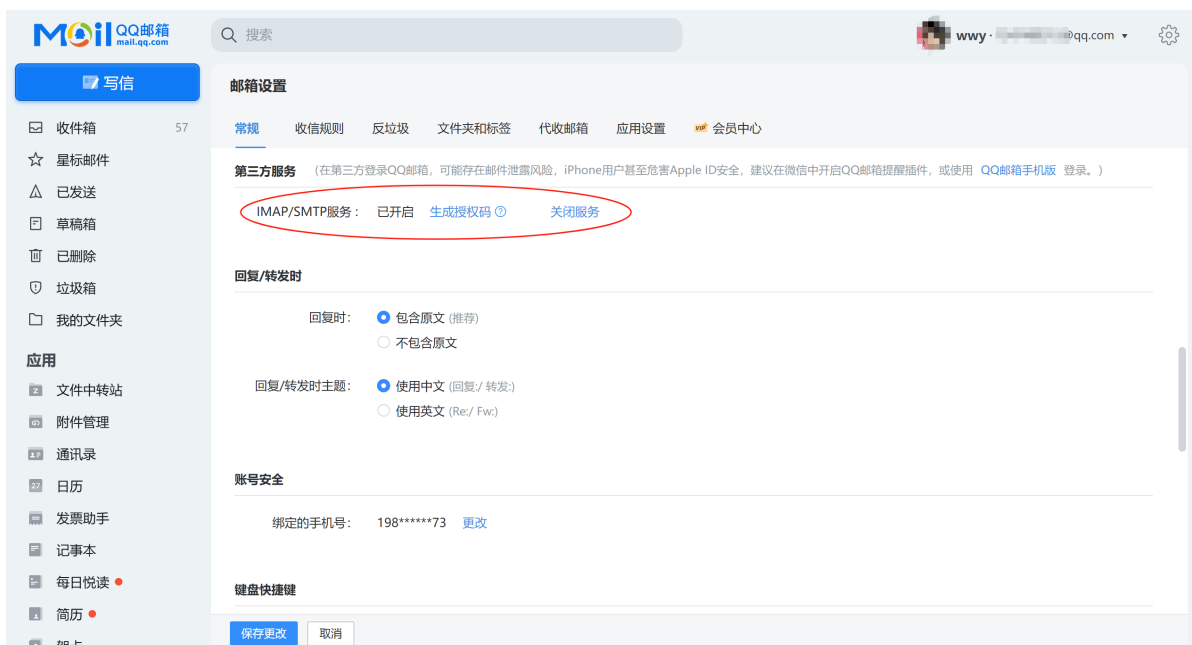 Mail QQ邮箱 mail.qq.com
搜索
wwy · @qq.com
写信
收件箱 57
星标邮件
已发送
草稿箱
已删除
垃圾箱
我的文件夹
应用
文件中转站
附件管理
通讯录
日历
发票助手
记事本
每日悦读
简历
邮箱设置
常规 收信规则 反垃圾 文件夹和标签 代收邮箱 应用设置 VIP 会员中心
第三方服务 （在第三方登录QQ邮箱，可能存在邮件泄露风险，iPhone用户甚至危害Apple ID安全，建议在微信中开启QQ邮箱提醒插件，或使用 QQ邮箱手机版 登录。）
IMAP/SMTP服务： 已开启 生成授权码 ? 关闭服务
回复/转发时
回复时： 包含原文 (推荐)
不包含原文
回复/转发时主题： 使用中文 (回复:/ 转发:)
使用英文 (Re:/ Fw:)
账号安全
绑定的手机号： 198******73 更改
键盘快捷键
保存更改 取消